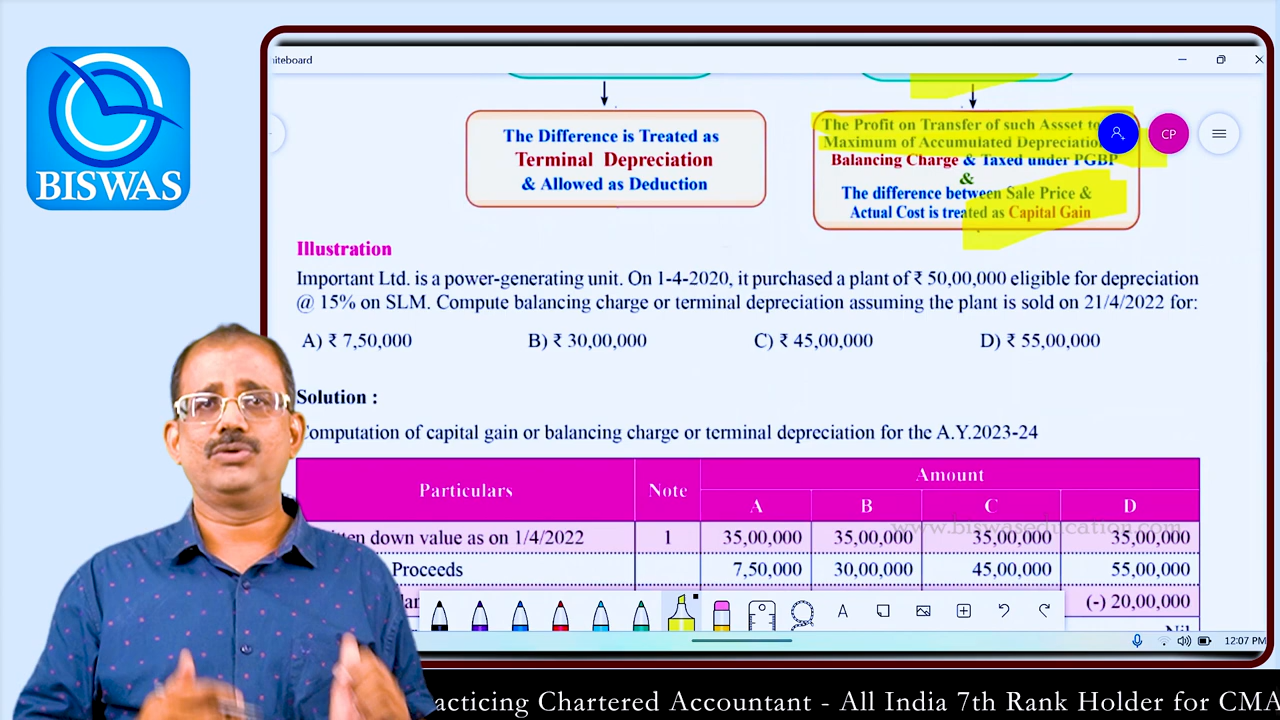 BISWAS
iteboard
The Difference is Treated as
Terminal Depreciation
& Allowed as Deduction
The Profit on Transfer of such Assset to
Maximum of Accumulated Depreciation
Balancing Charge & Taxed under PGBP
&
The difference between Sale Price &
Actual Cost is treated as Capital Gain
CP
Illustration
Important Ltd. is a power-generating unit. On 1-4-2020, it purchased a plant of ₹ 50,00,000 eligible for depreciation
@ 15% on SLM. Compute balancing charge or terminal depreciation assuming the plant is sold on 21/4/2022 for:
A) ₹ 7,50,000 B) ₹ 30,00,000 C) ₹ 45,00,000 D) ₹ 55,00,000
Solution :
omputation of capital gain or balancing charge or terminal depreciation for the A.Y.2023-24
Particulars Note Amount
A B C D
www.biswaseducation.com
tten down value as on 1/4/2022 1 35,00,000 35,00,000 35,00,000 35,00,000
Proceeds 7,50,000 30,00,000 45,00,000 55,00,000
(-) 20,00,000
Nil
A
12:07 PM
acticing Chartered Accountant - All India 7th Rank Holder for CMA